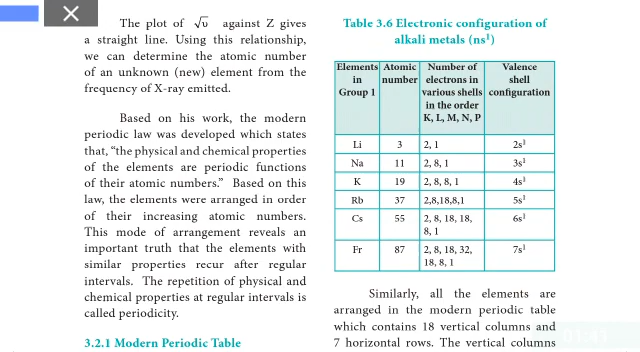 The plot of √υ against Z gives
a straight line. Using this relationship,
we can determine the atomic number
of an unknown (new) element from the
frequency of X-ray emitted.
Based on his work, the modern
periodic law was developed which states
that, “the physical and chemical properties
of the elements are periodic functions
of their atomic numbers.” Based on this
law, the elements were arranged in order
of their increasing atomic numbers.
This mode of arrangement reveals an
important truth that the elements with
similar properties recur after regular
intervals. The repetition of physical and
chemical properties at regular intervals is
called periodicity.
3.2.1 Modern Periodic Table
Table 3.6 Electronic configuration of
alkali metals (ns¹)
Elements in Group 1 | Atomic number | Number of electrons in various shells in the order K, L, M, N, P | Valence shell configuration
Li 3 2, 1 2s¹
Na 11 2, 8, 1 3s¹
K 19 2, 8, 8, 1 4s¹
Rb 37 2,8,18,8,1 5s¹
Cs 55 2, 8, 18, 18, 6s¹
8, 1
Fr 87 2, 8, 18, 32, 7s¹
18, 8, 1
Similarly, all the elements are
arranged in the modern periodic table
which contains 18 vertical columns and
7 horizontal rows. The vertical columns